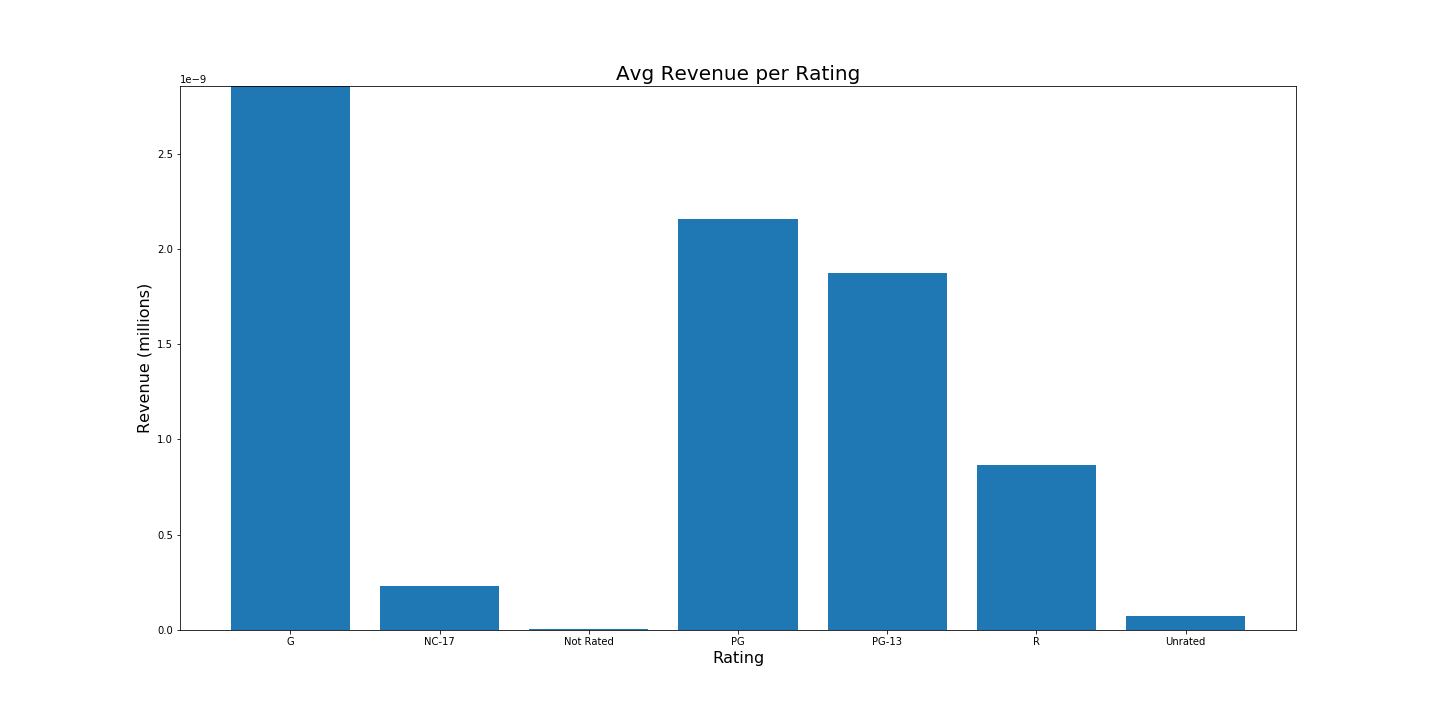 Avg Revenue per Rating
1e−9
2.5
2.0
1.5
1.0
0.5
0.0
Revenue (millions)
G NC-17 Not Rated PG PG-13 R Unrated
Rating